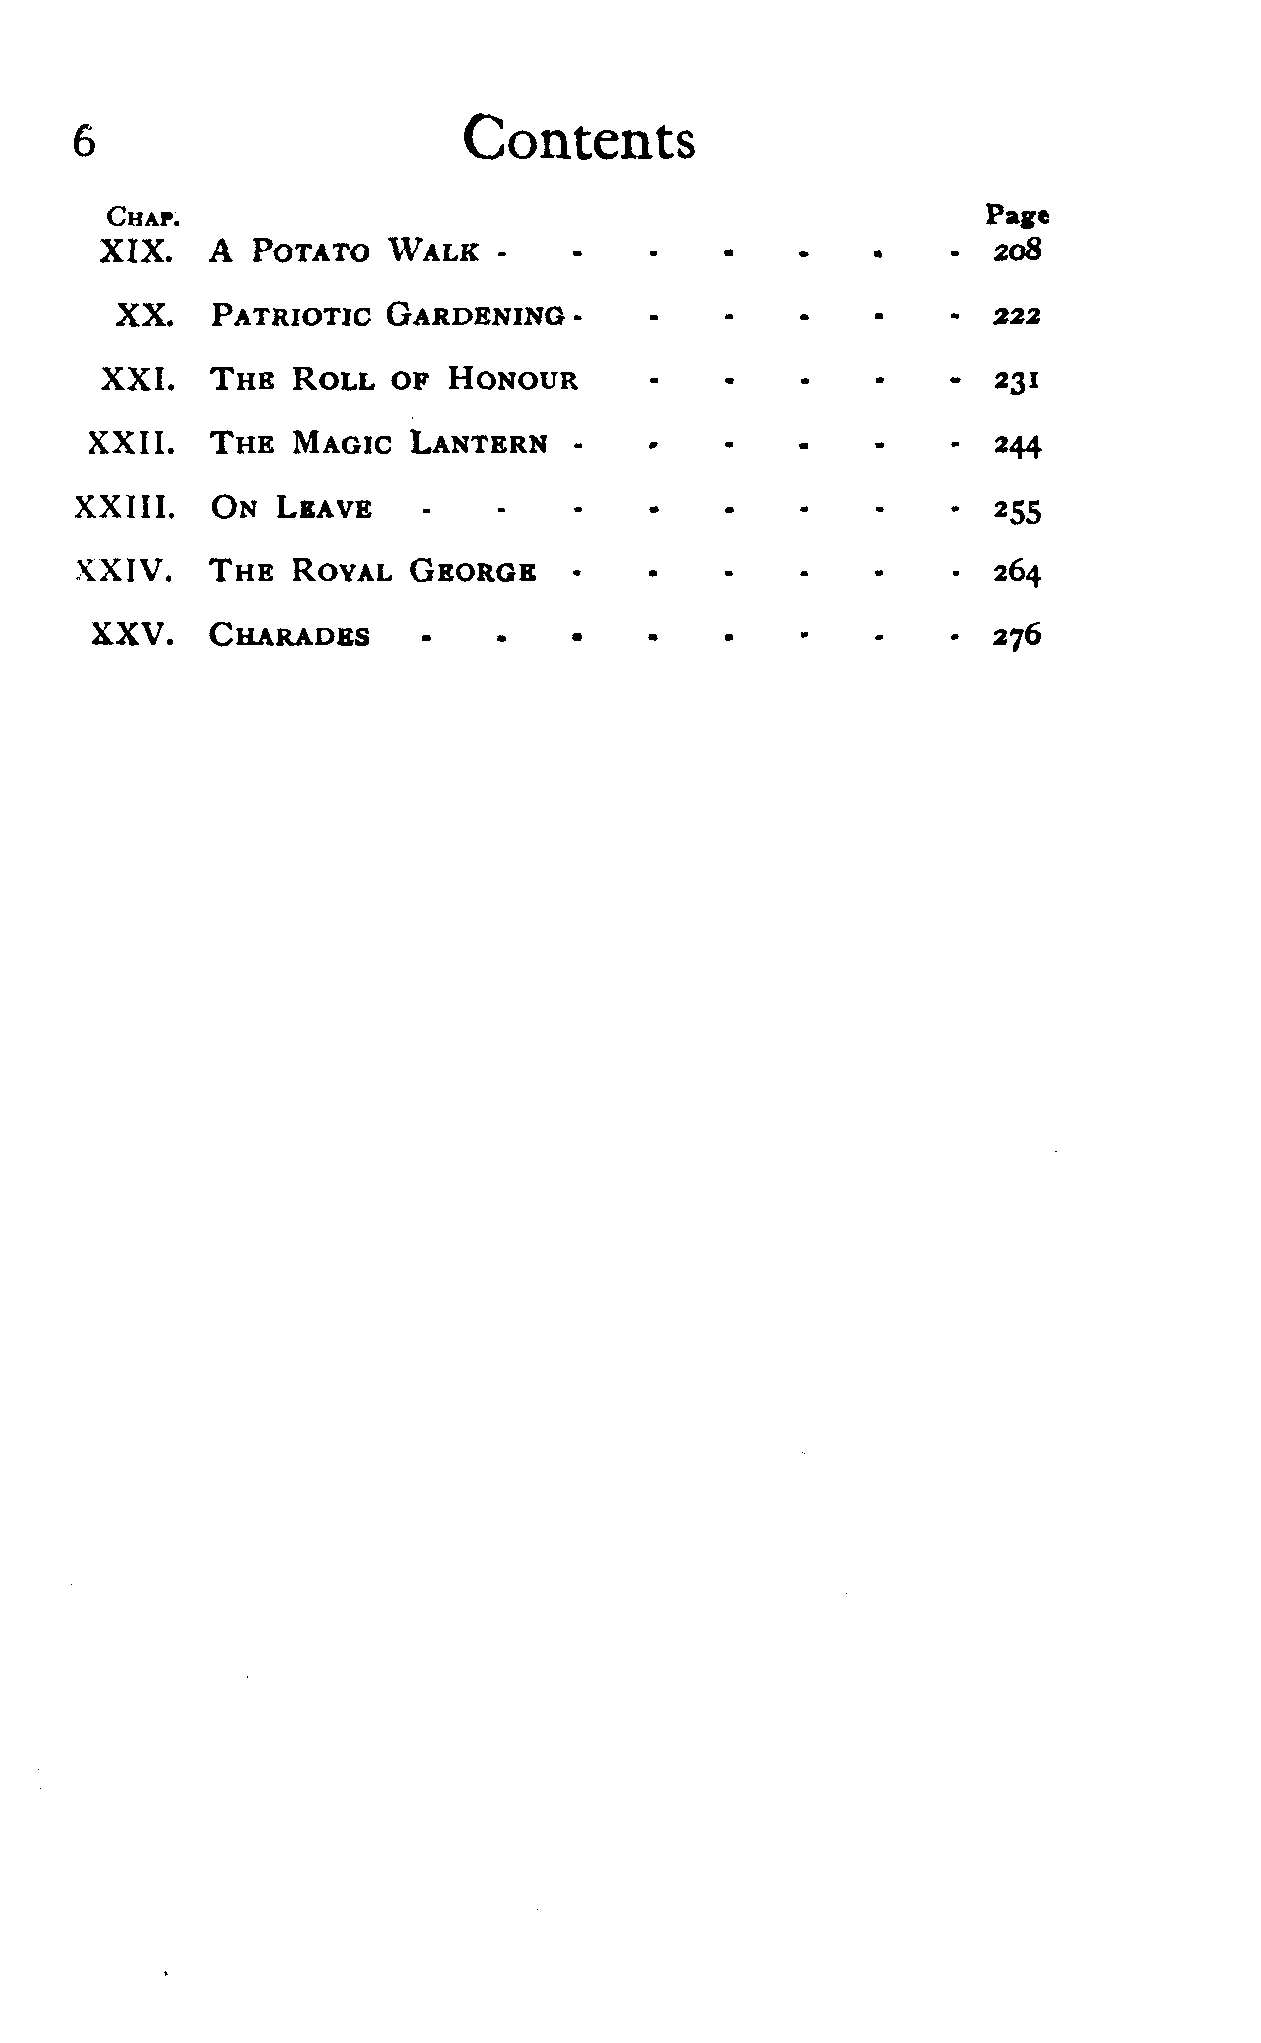 6 Contents
Chap. Page
XIX. A Potato Walk - - - - - - - 208
XX. Patriotic Gardening - - - - - - 222
XXI. The Roll of Honour - - - - - 231
XXII. The Magic Lantern - - - - - - 244
XXIII. On Leave - - - - - - - - 255
XXIV. The Royal George - - - - - - 264
XXV. Charades - - - - - - - - 276